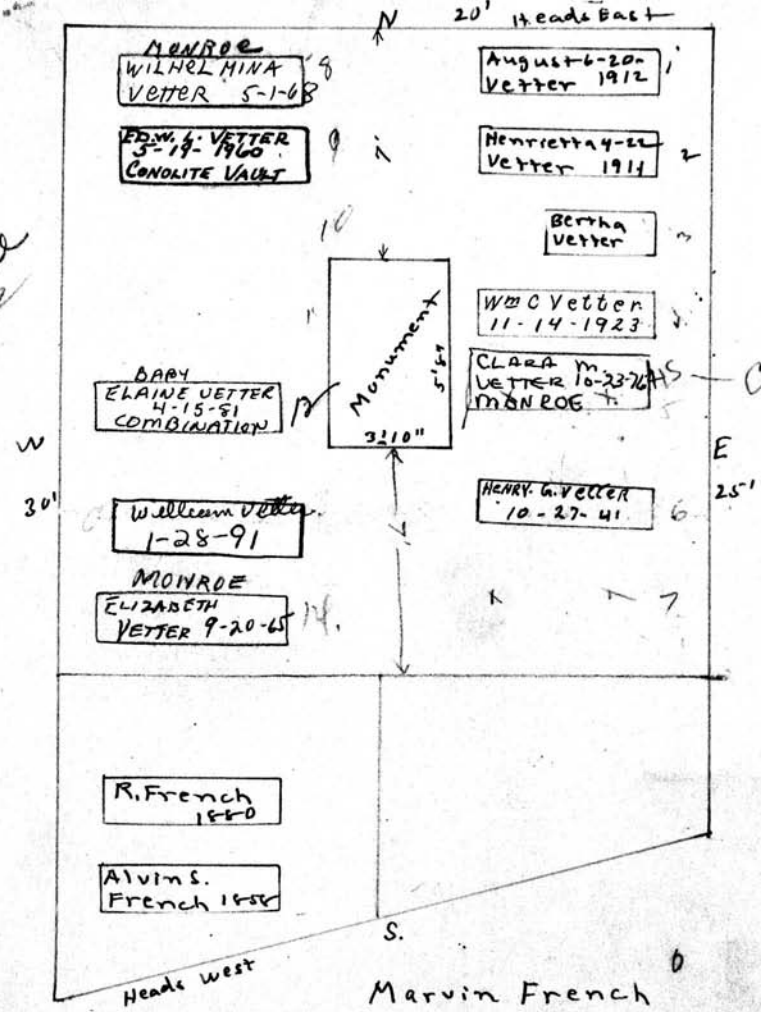 N 20' Heads East
MONROE
WILHELMINA 8
Vetter 5-1-68
August 6-20- 1
Vetter 1912
EDW. L. VETTER 9
5-19-1960
CONOLITE VAULT
Henrietta 4-22 2
Vetter 1911
10
Bertha 3
Vetter
Monument
5'8"
3'10"
Wm C Vetter
11-14-1923
BABY
ELAINE VETTER
4-15-81
COMBINATION
CLARA M
VETTER 10-23-76
MONROE
W
30'
E
25'
William Vetter
1-28-91
HENRY. G. Vetter
10-27-41 6
MONROE
ELIZABETH
VETTER 9-20-65 14.
7
R. French
1880
Alvin S.
French 1858
S.
Heads West
Marvin French